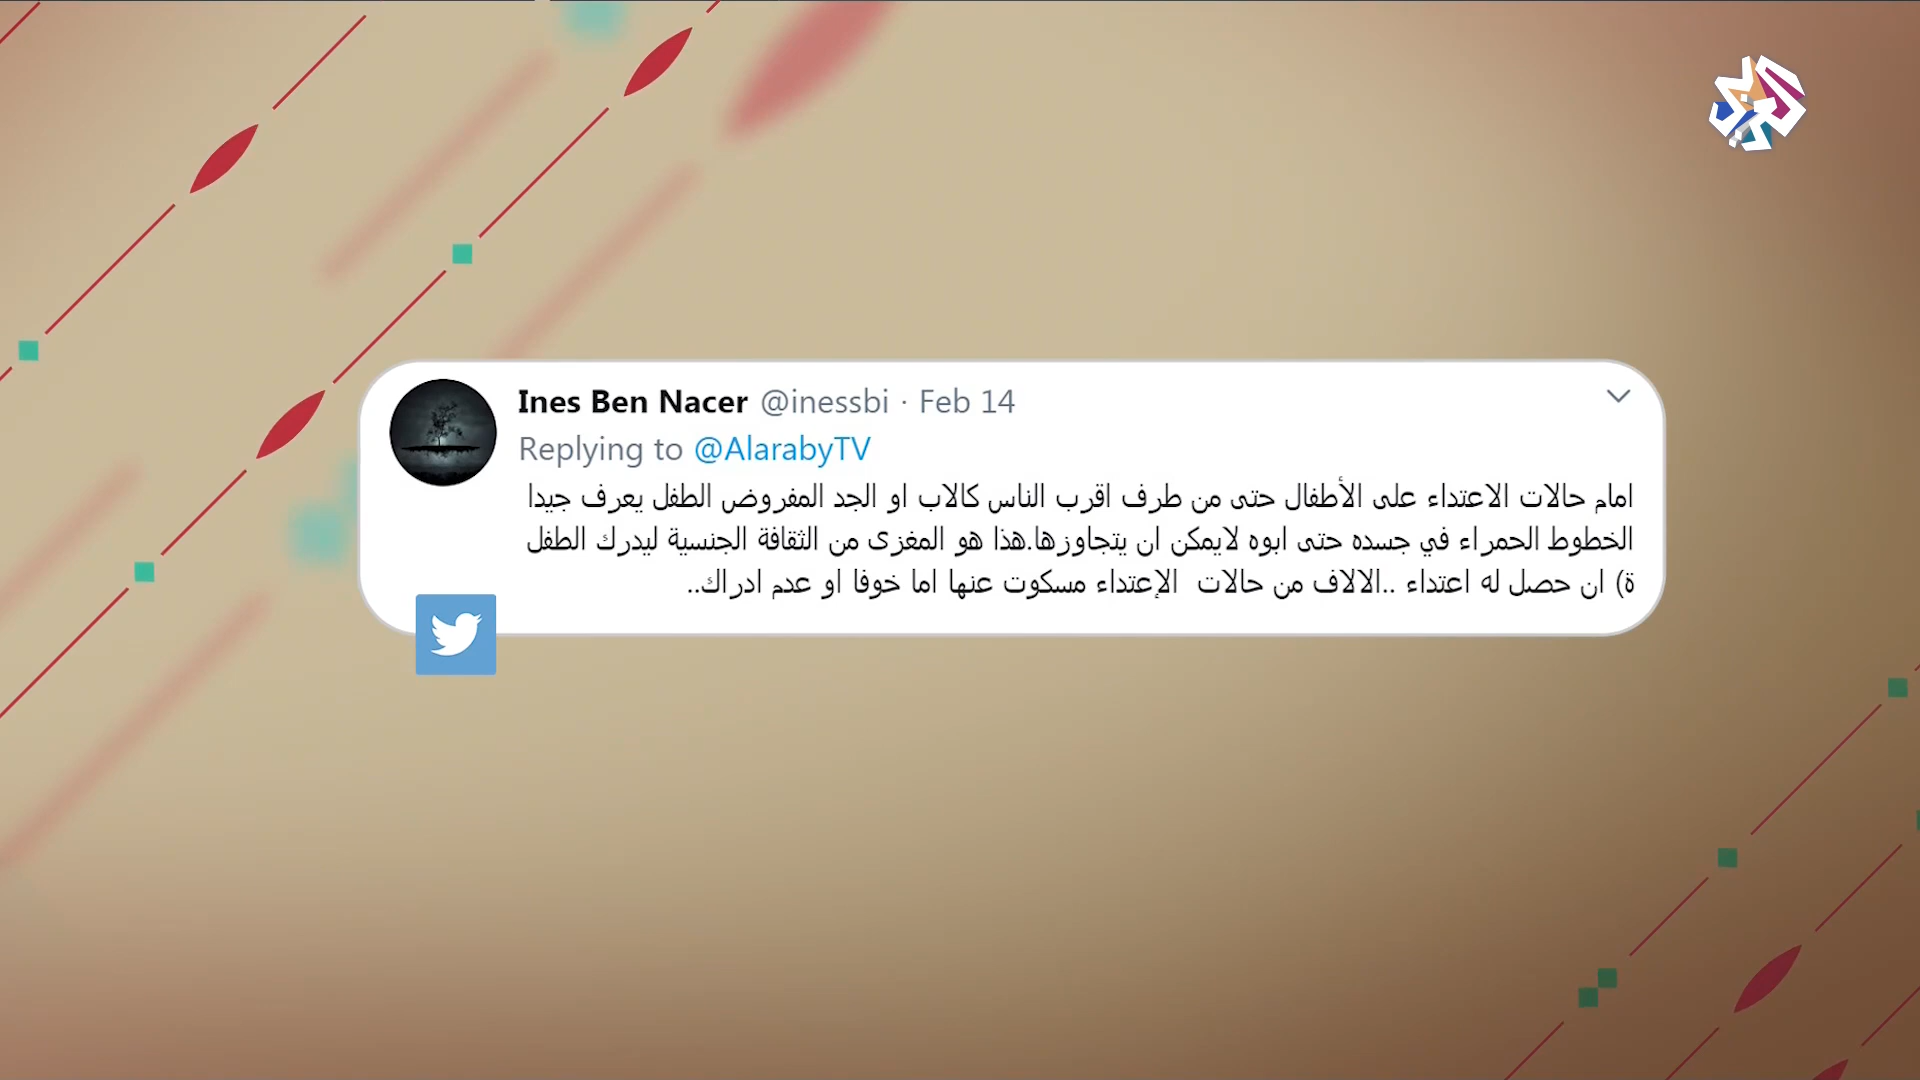 Ines Ben Nacer @inessbi · Feb 14
Replying to @AlarabyTV
امام حالات الاعتداء على الأطفال حتى من طرف اقرب الناس كالاب او الجد المفروض الطفل يعرف جيدا
الخطوط الحمراء في جسده حتى ابوه لايمكن ان يتجاوزها.هذا هو المغزى من الثقافة الجنسية ليدرك الطفل
ة) ان حصل له اعتداء ..الالاف من حالات الإعتداء مسكوت عنها اما خوفا او عدم ادراك..